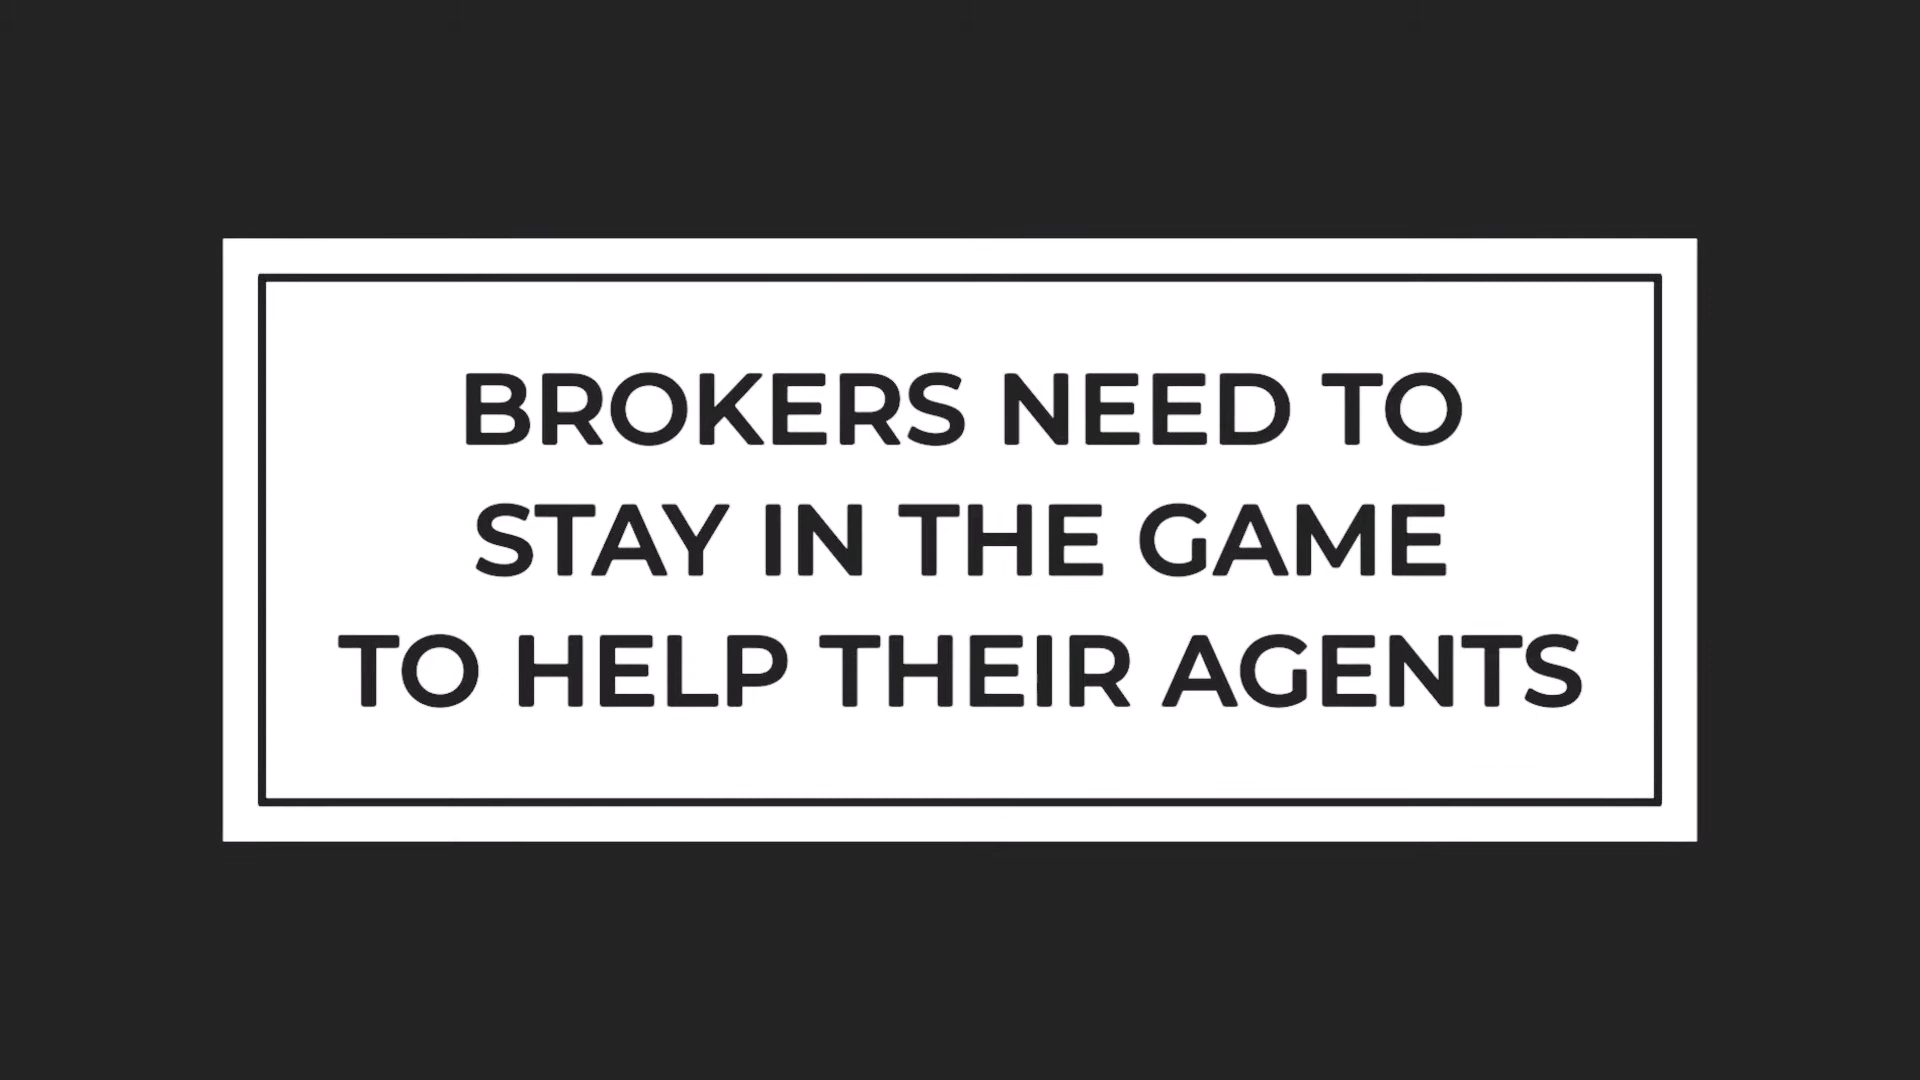 BROKERS NEED TO
STAY IN THE GAME
TO HELP THEIR AGENTS